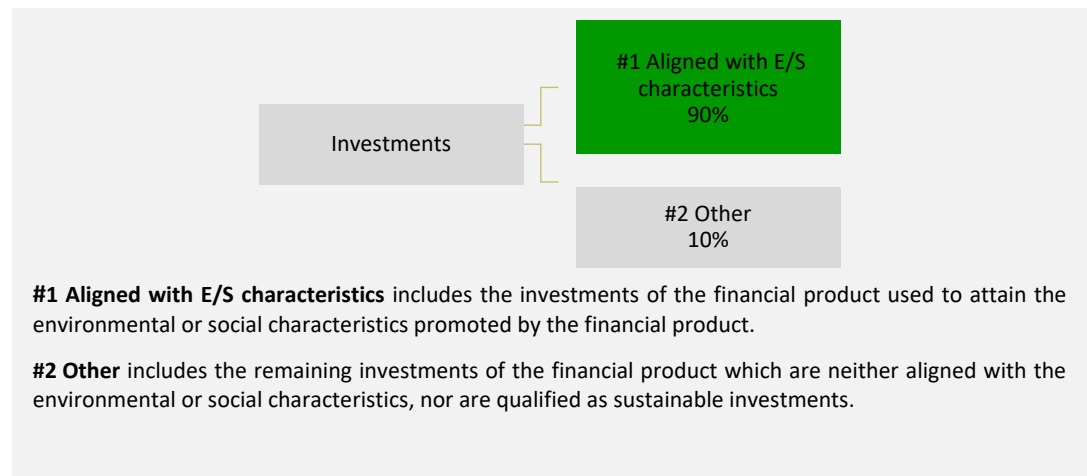 #1 Aligned with E/S
characteristics
90%
Investments
#2 Other
10%
#1 Aligned with E/S characteristics includes the investments of the financial product used to attain the
environmental or social characteristics promoted by the financial product.
#2 Other includes the remaining investments of the financial product which are neither aligned with the
environmental or social characteristics, nor are qualified as sustainable investments.